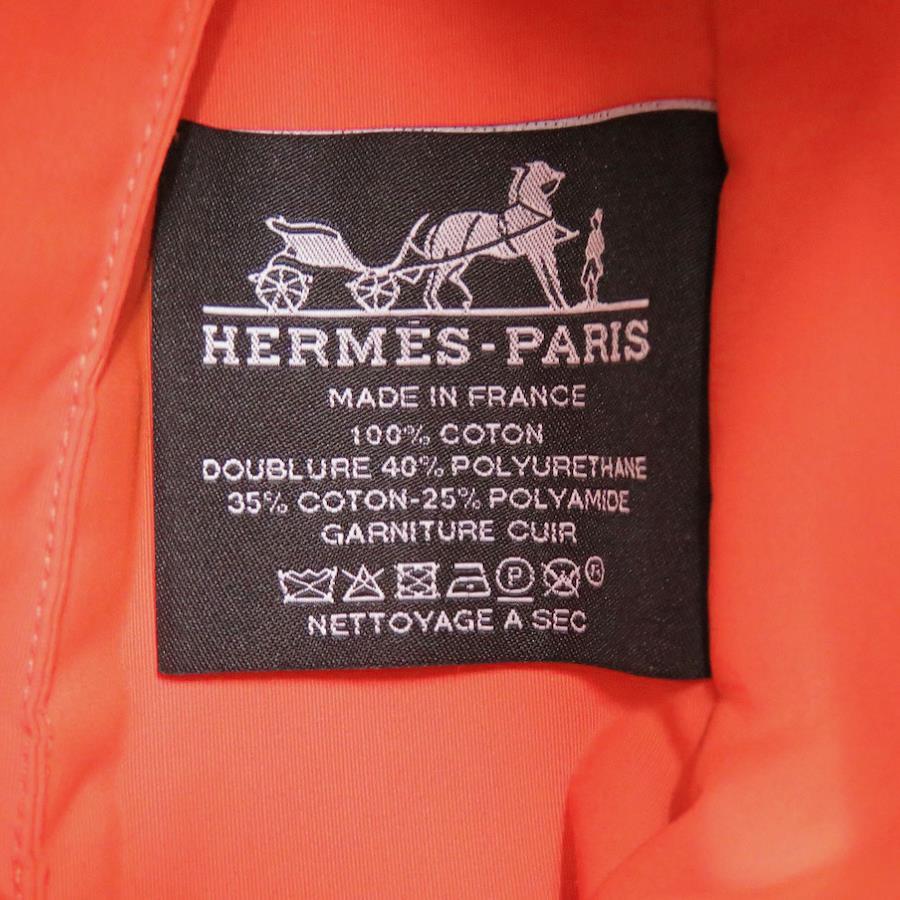 HERMÈS-PARIS
MADE IN FRANCE
100% COTON
DOUBLURE 40% POLYURETHANE
35% COTON-25% POLYAMIDE
GARNITURE CUIR
P ®
NETTOYAGE A SEC